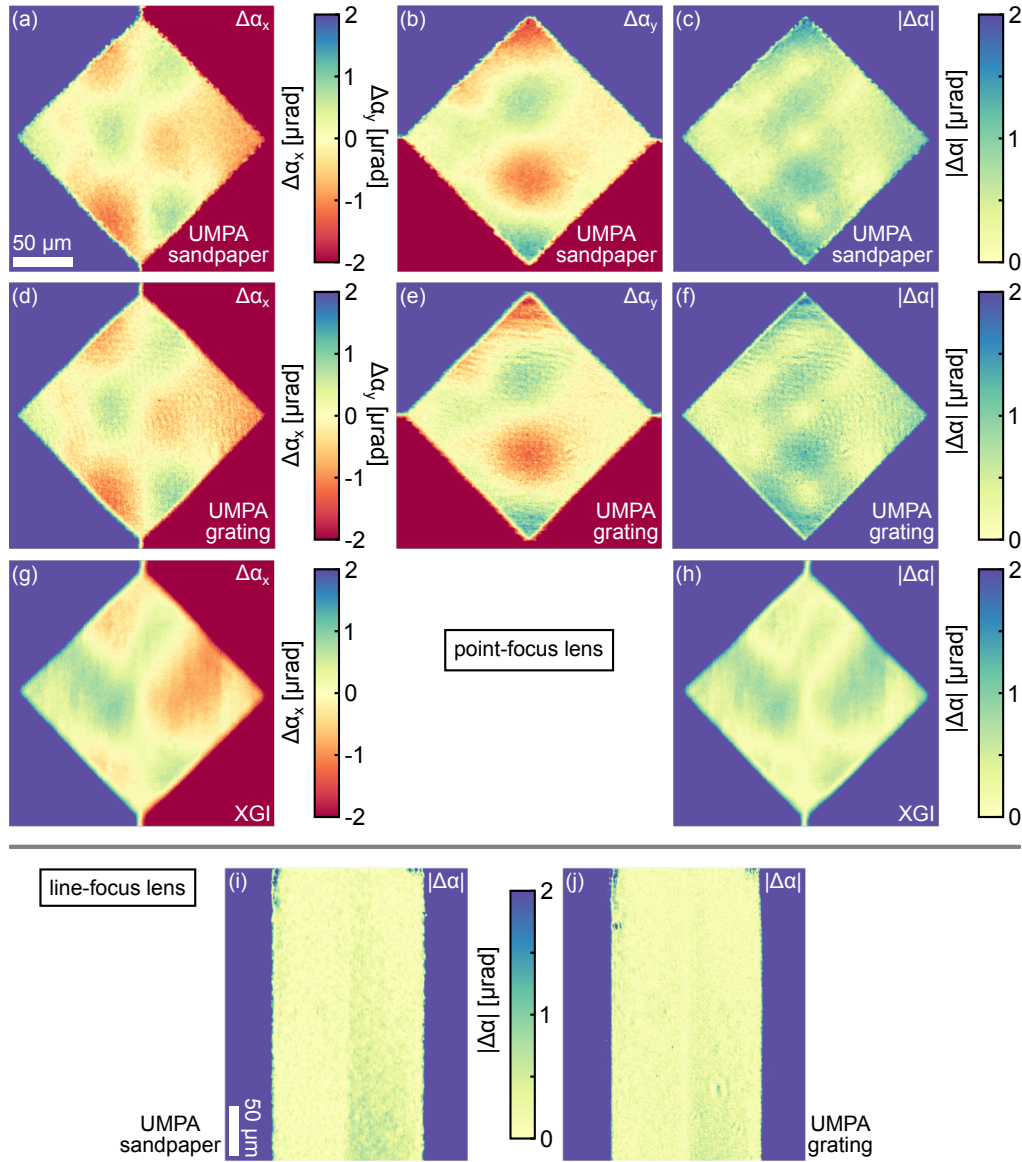 (a)
Δαx
50 µm
UMPA
sandpaper
2
1
0
-1
-2
Δαx [µrad]
Δαy [µrad]
(b)
Δαy
UMPA
sandpaper
(c)
|Δα|
UMPA
sandpaper
|Δα| [µrad]
2
1
0
(d)
Δαx
UMPA
grating
2
1
0
-1
-2
Δαx [µrad]
Δαy [µrad]
(e)
Δαy
UMPA
grating
(f)
|Δα|
UMPA
grating
|Δα| [µrad]
2
1
0
(g)
Δαx
XGI
Δαx [µrad]
2
1
0
-1
-2
point-focus lens
(h)
|Δα|
|Δα| [µrad]
2
1
0
line-focus lens
(i)
|Δα|
50 µm
UMPA
sandpaper
|Δα| [µrad]
2
1
0
(j)
|Δα|
UMPA
grating